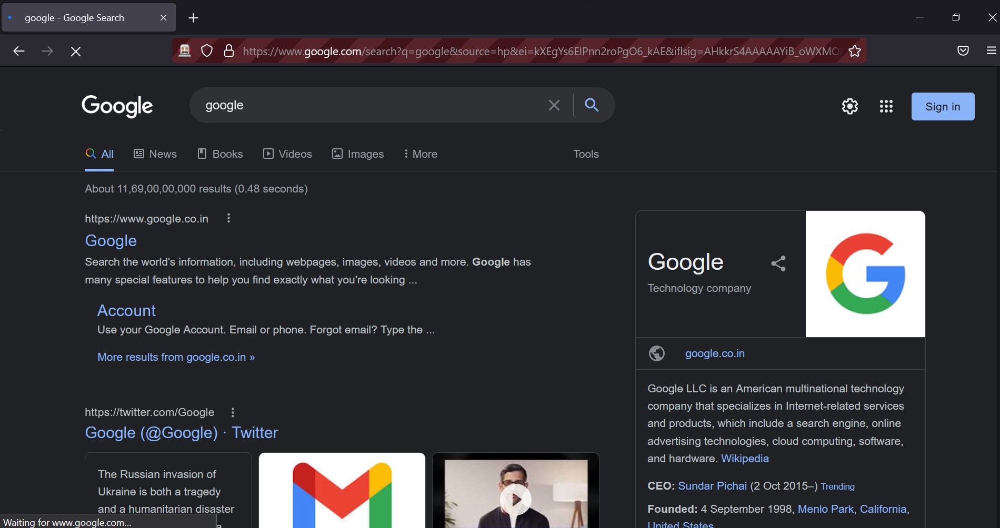 google - Google Search
https://www.google.com/search?q=google&source=hp&ei=kXEgYs6EIPnn2roPgO6_kAE&iflsig=AHkkrS4AAAAAYiB_oWXMO
Google
google
Sign in
All
News
Books
Videos
Images
More
Tools
About 11,69,00,00,000 results (0.48 seconds)
https://www.google.co.in
Google
Search the world's information, including webpages, images, videos and more. Google has
many special features to help you find exactly what you're looking ...
Account
Use your Google Account. Email or phone. Forgot email? Type the ...
More results from google.co.in »
https://twitter.com/Google
Google (@Google) · Twitter
The Russian invasion of
Ukraine is both a tragedy
and a humanitarian disaster
Waiting for www.google.com...
Google
Technology company
google.co.in
Google LLC is an American multinational technology
company that specializes in Internet-related services
and products, which include a search engine, online
advertising technologies, cloud computing, software,
and hardware. Wikipedia
CEO: Sundar Pichai (2 Oct 2015–) Trending
Founded: 4 September 1998, Menlo Park, California,
United States